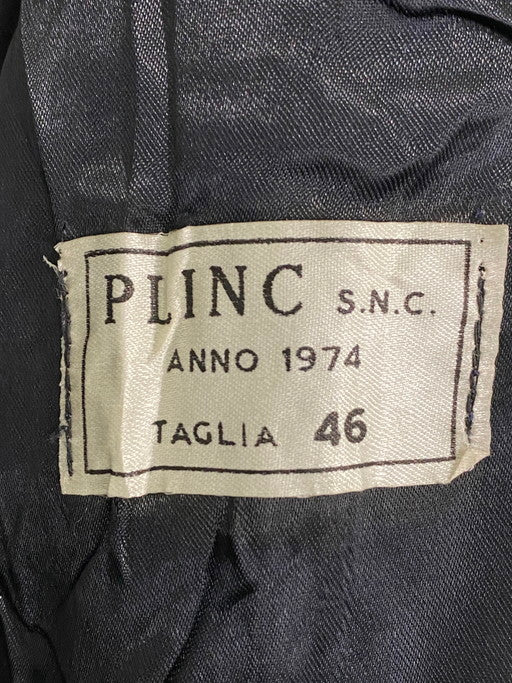 PLINC S.N.C.
ANNO 1974
TAGLIA 46